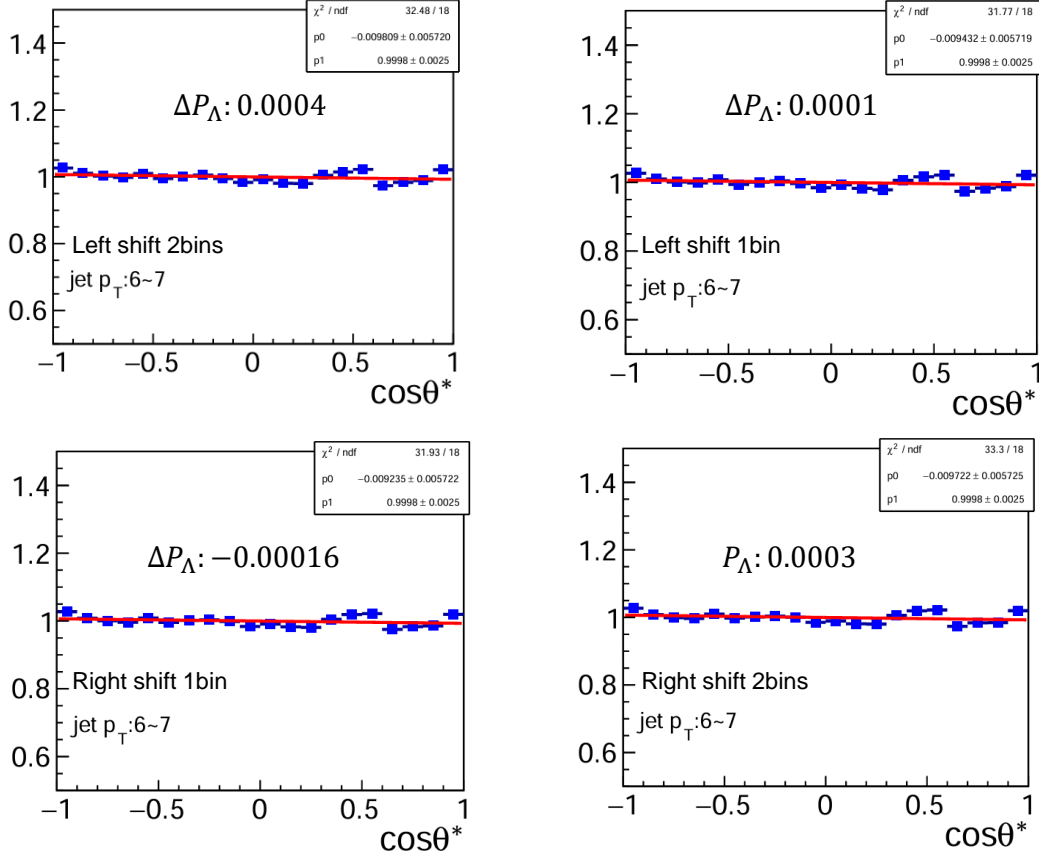 χ² / ndf 32.48 / 18
p0 −0.009809 ± 0.005720
p1 0.9998 ± 0.0025
1.4
1.2
1
0.8
0.6
ΔP_Λ: 0.0004
Left shift 2bins
jet p_T:6~7
−1 −0.5 0 0.5 1
cosθ*
χ² / ndf 31.77 / 18
p0 −0.009432 ± 0.005719
p1 0.9998 ± 0.0025
1.4
1.2
1
0.8
0.6
ΔP_Λ: 0.0001
Left shift 1bin
jet p_T:6~7
−1 −0.5 0 0.5 1
cosθ*
χ² / ndf 31.93 / 18
p0 −0.009235 ± 0.005722
p1 0.9998 ± 0.0025
1.4
1.2
1
0.8
0.6
ΔP_Λ: −0.00016
Right shift 1bin
jet p_T:6~7
−1 −0.5 0 0.5 1
cosθ*
χ² / ndf 33.3 / 18
p0 −0.009722 ± 0.005725
p1 0.9998 ± 0.0025
1.4
1.2
1
0.8
0.6
P_Λ: 0.0003
Right shift 2bins
jet p_T:6~7
−1 −0.5 0 0.5 1
cosθ*